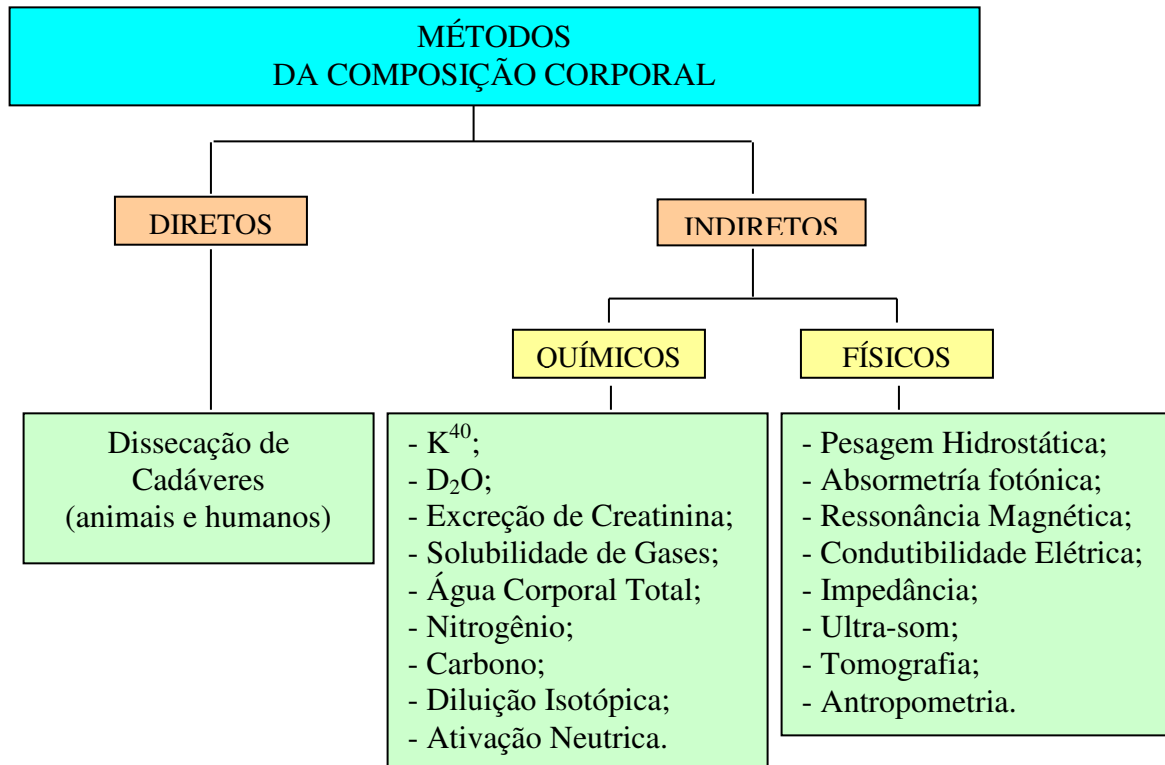 MÉTODOS
DA COMPOSIÇÃO CORPORAL
DIRETOS
INDIRETOS
QUÍMICOS
FÍSICOS
Dissecação de
Cadáveres
(animais e humanos)
- K⁴⁰;
- D₂O;
- Excreção de Creatinina;
- Solubilidade de Gases;
- Água Corporal Total;
- Nitrogênio;
- Carbono;
- Diluição Isotópica;
- Ativação Neutrica.
- Pesagem Hidrostática;
- Absormetría fotónica;
- Ressonância Magnética;
- Condutibilidade Elétrica;
- Impedância;
- Ultra-som;
- Tomografia;
- Antropometria.